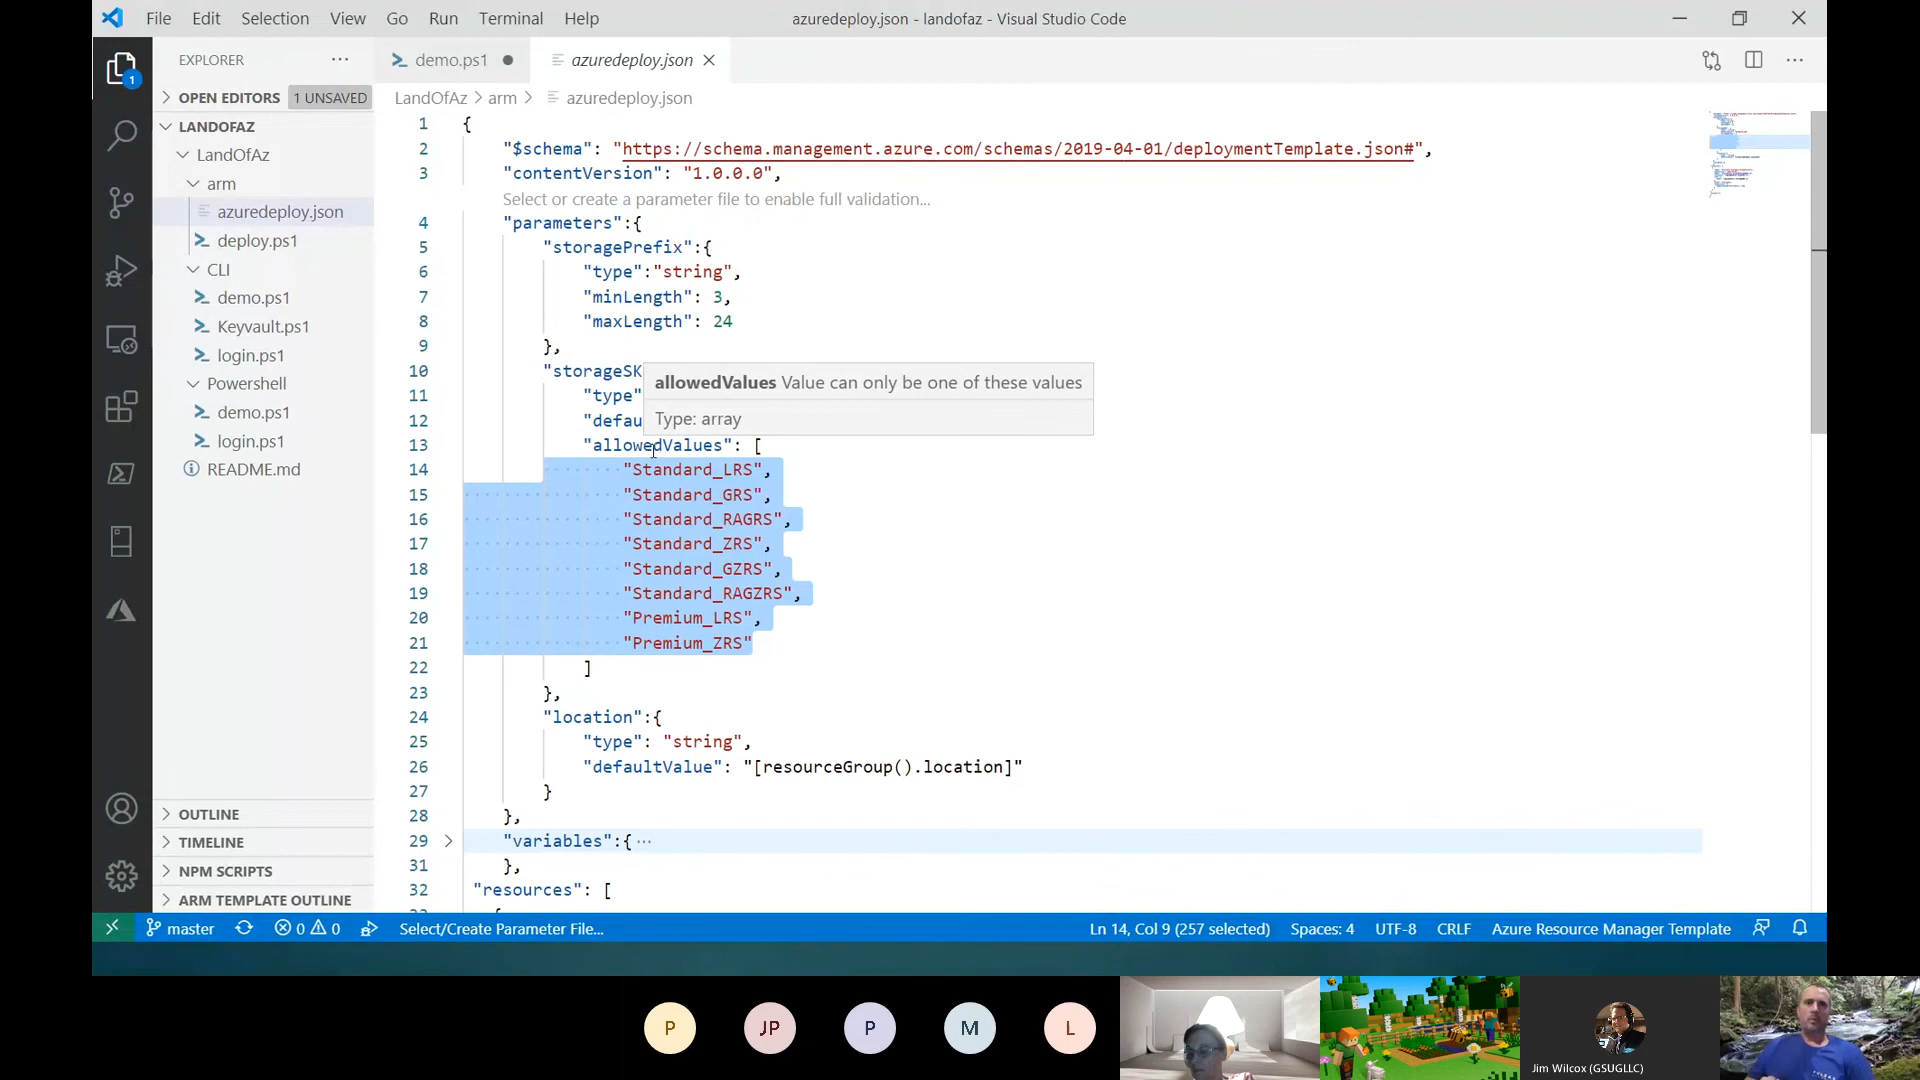 File Edit Selection View Go Run Terminal Help
azuredeploy.json - landofaz - Visual Studio Code
EXPLORER
1
OPEN EDITORS 1 UNSAVED
LANDOFAZ
LandOfAz
arm
azuredeploy.json
deploy.ps1
CLI
demo.ps1
Keyvault.ps1
login.ps1
Powershell
demo.ps1
login.ps1
README.md
OUTLINE
TIMELINE
NPM SCRIPTS
ARM TEMPLATE OUTLINE
demo.ps1
azuredeploy.json
LandOfAz > arm > azuredeploy.json
1 {
2 "$schema": "https://schema.management.azure.com/schemas/2019-04-01/deploymentTemplate.json#",
3 "contentVersion": "1.0.0.0",
Select or create a parameter file to enable full validation...
4 "parameters":{
5 "storagePrefix":{
6 "type":"string",
7 "minLength": 3,
8 "maxLength": 24
9 },
10 "storageSK
allowedValues Value can only be one of these values
11 "type"
Type: array
12 "defau
13 "allowedValues": [
14 "Standard_LRS",
15 "Standard_GRS",
16 "Standard_RAGRS",
17 "Standard_ZRS",
18 "Standard_GZRS",
19 "Standard_RAGZRS",
20 "Premium_LRS",
21 "Premium_ZRS"
22 ]
23 },
24 "location":{
25 "type": "string",
26 "defaultValue": "[resourceGroup().location]"
27 }
28 },
29 "variables":{ ···
31 },
32 "resources": [
master
0 0
Select/Create Parameter File...
Ln 14, Col 9 (257 selected)
Spaces: 4
UTF-8
CRLF
Azure Resource Manager Template
P
JP
P
M
L
Jim Wilcox (GSUGLLC)